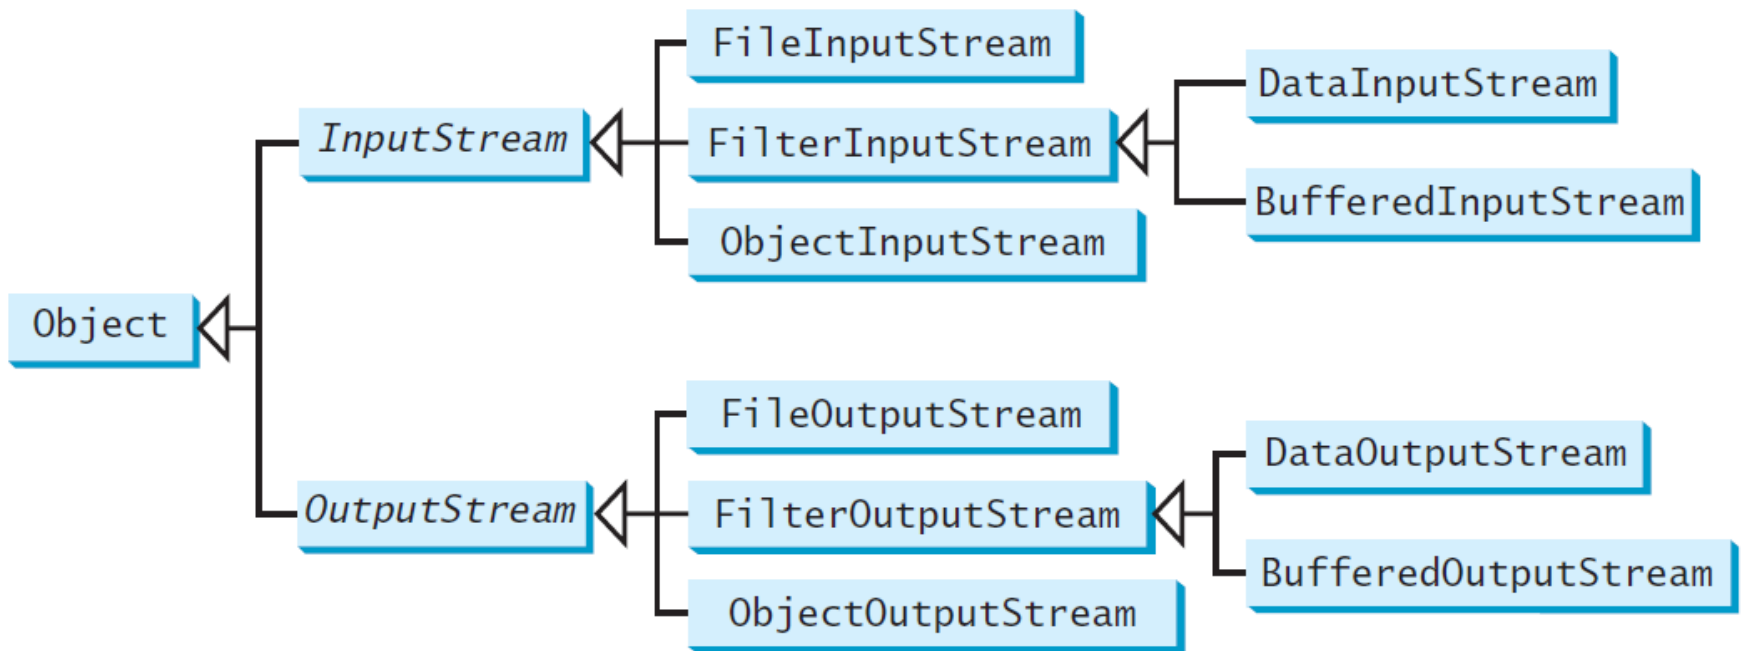 FileInputStream
DataInputStream
InputStream
FilterInputStream
BufferedInputStream
ObjectInputStream
Object
FileOutputStream
DataOutputStream
OutputStream
FilterOutputStream
BufferedOutputStream
ObjectOutputStream